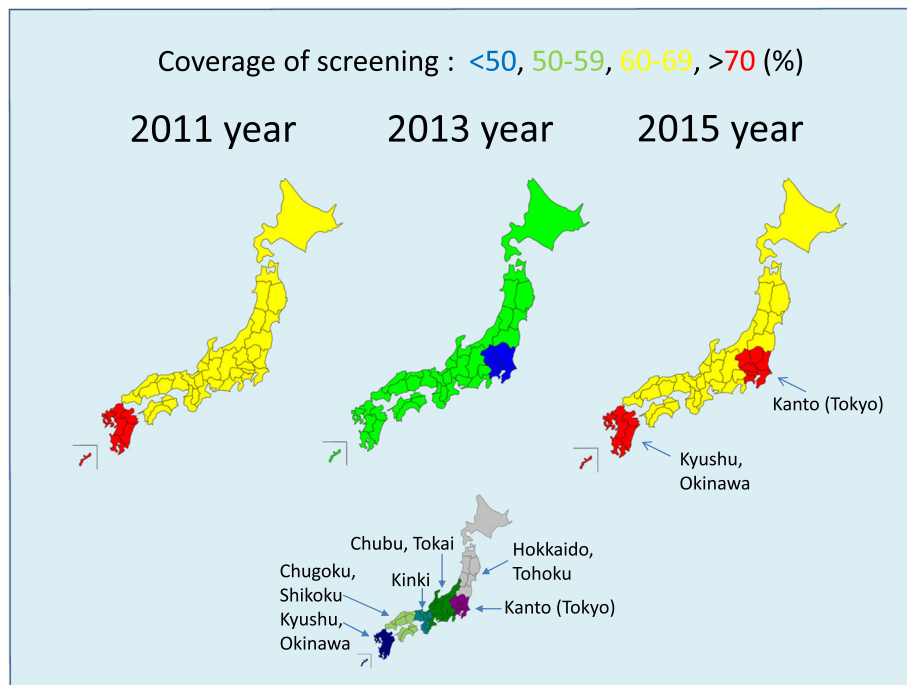 Coverage of screening : <50, 50-59, 60-69, >70 (%)
2011 year
2013 year
2015 year
Kanto (Tokyo)
Kyushu,
Okinawa
Chubu, Tokai
Hokkaido,
Tohoku
Chugoku,
Shikoku
Kinki
Kyushu,
Okinawa
Kanto (Tokyo)